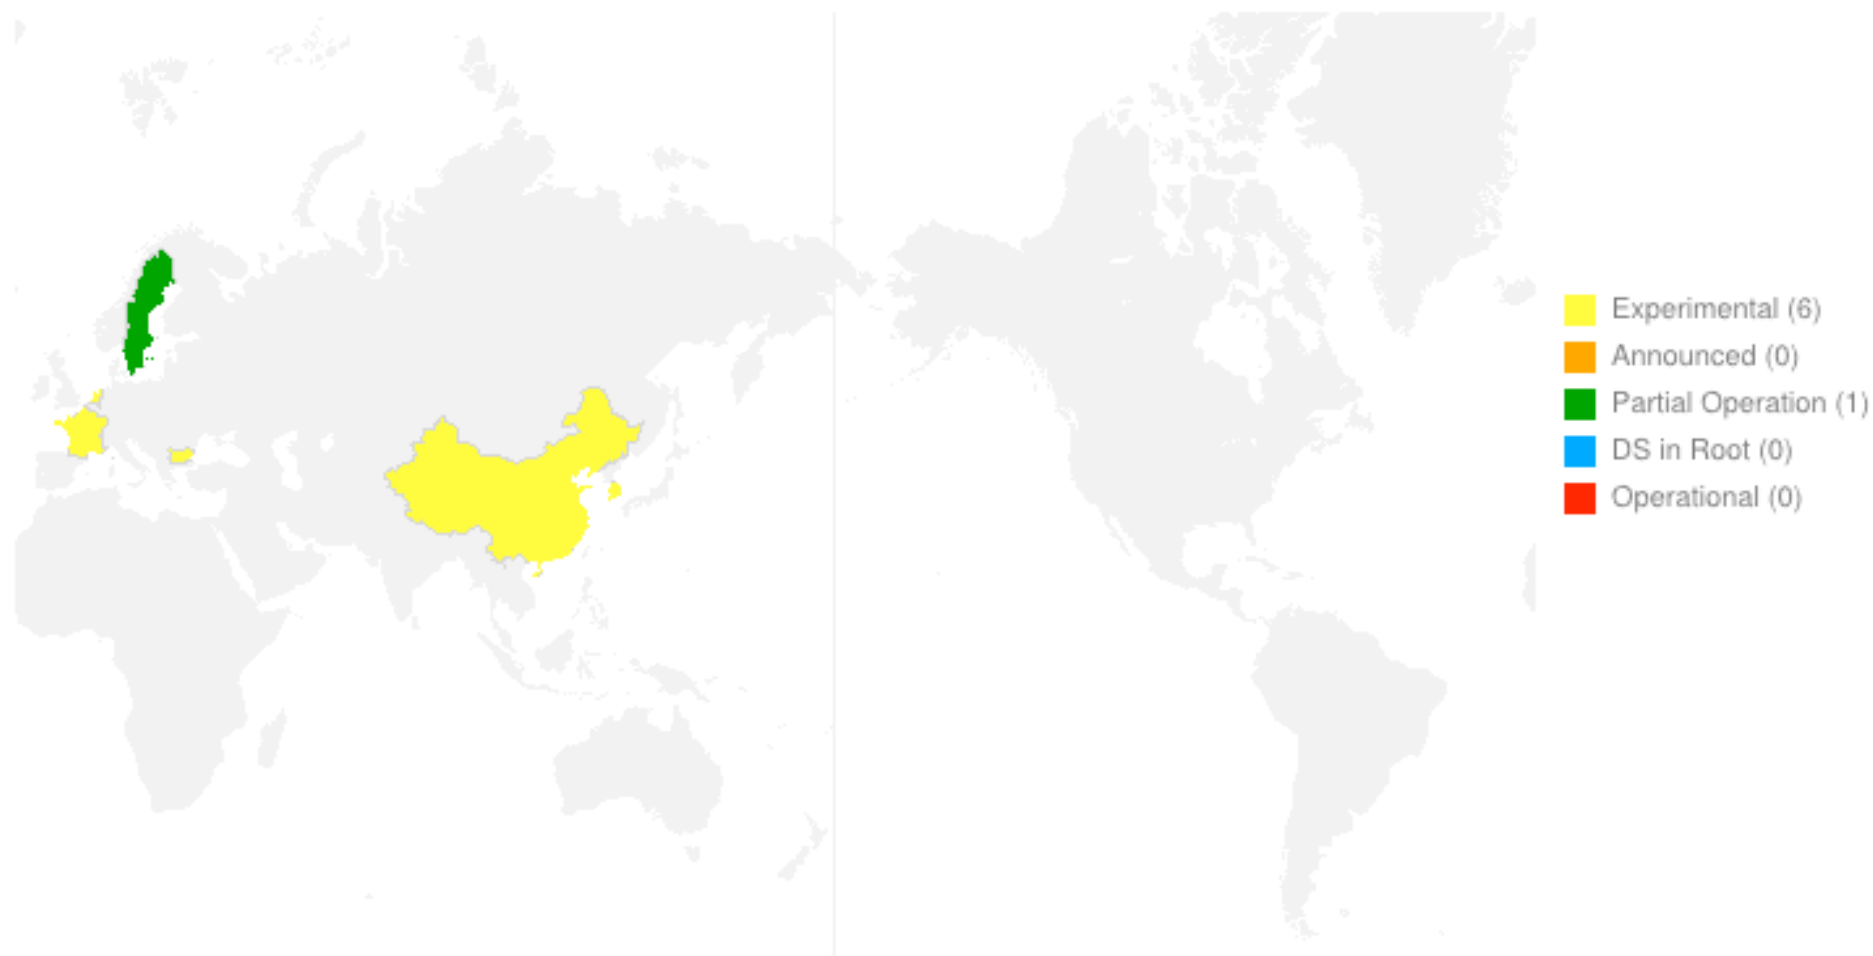 Experimental (6)
Announced (0)
Partial Operation (1)
DS in Root (0)
Operational (0)